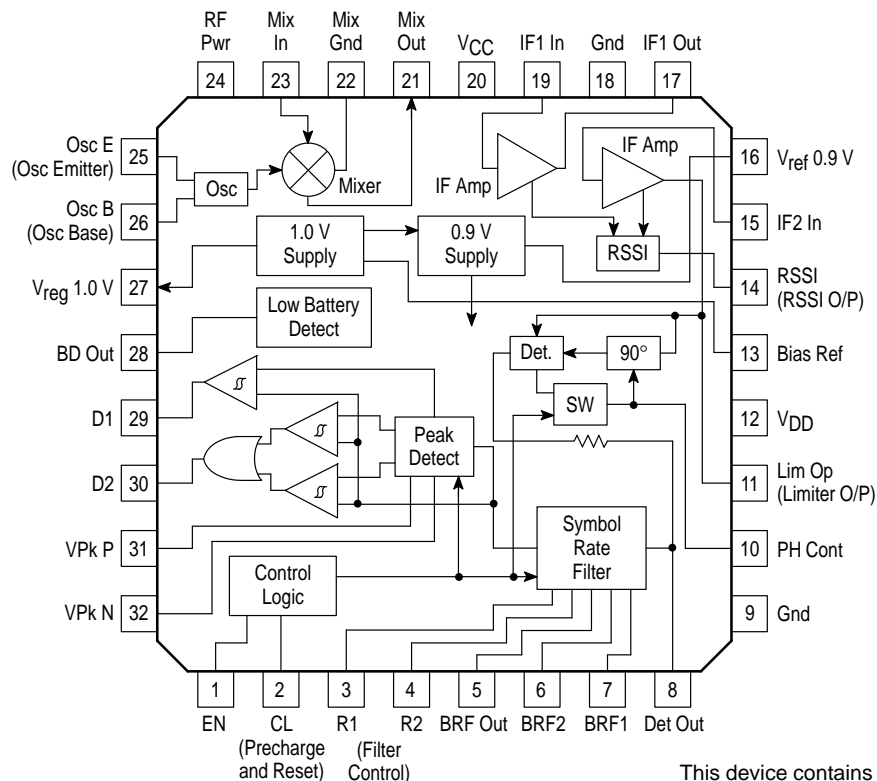 RF Pwr
Mix In
Mix Gnd
Mix Out
VCC
IF1 In
Gnd
IF1 Out
24
23
22
21
20
19
18
17
Osc E
(Osc Emitter)
25
Osc B
(Osc Base)
26
Vreg 1.0 V
27
BD Out
28
D1
29
D2
30
VPk P
31
VPk N
32
Osc
Mixer
IF Amp
IF Amp
RSSI
1.0 V
Supply
0.9 V
Supply
Low Battery
Detect
Det.
90°
SW
Peak
Detect
Symbol
Rate
Filter
Control
Logic
16
Vref 0.9 V
15
IF2 In
14
RSSI
(RSSI O/P)
13
Bias Ref
12
VDD
11
Lim Op
(Limiter O/P)
10
PH Cont
9
Gnd
1
2
3
4
5
6
7
8
EN
CL
(Precharge
and Reset)
R1
R2
(Filter
Control)
BRF Out
BRF2
BRF1
Det Out
This device contains